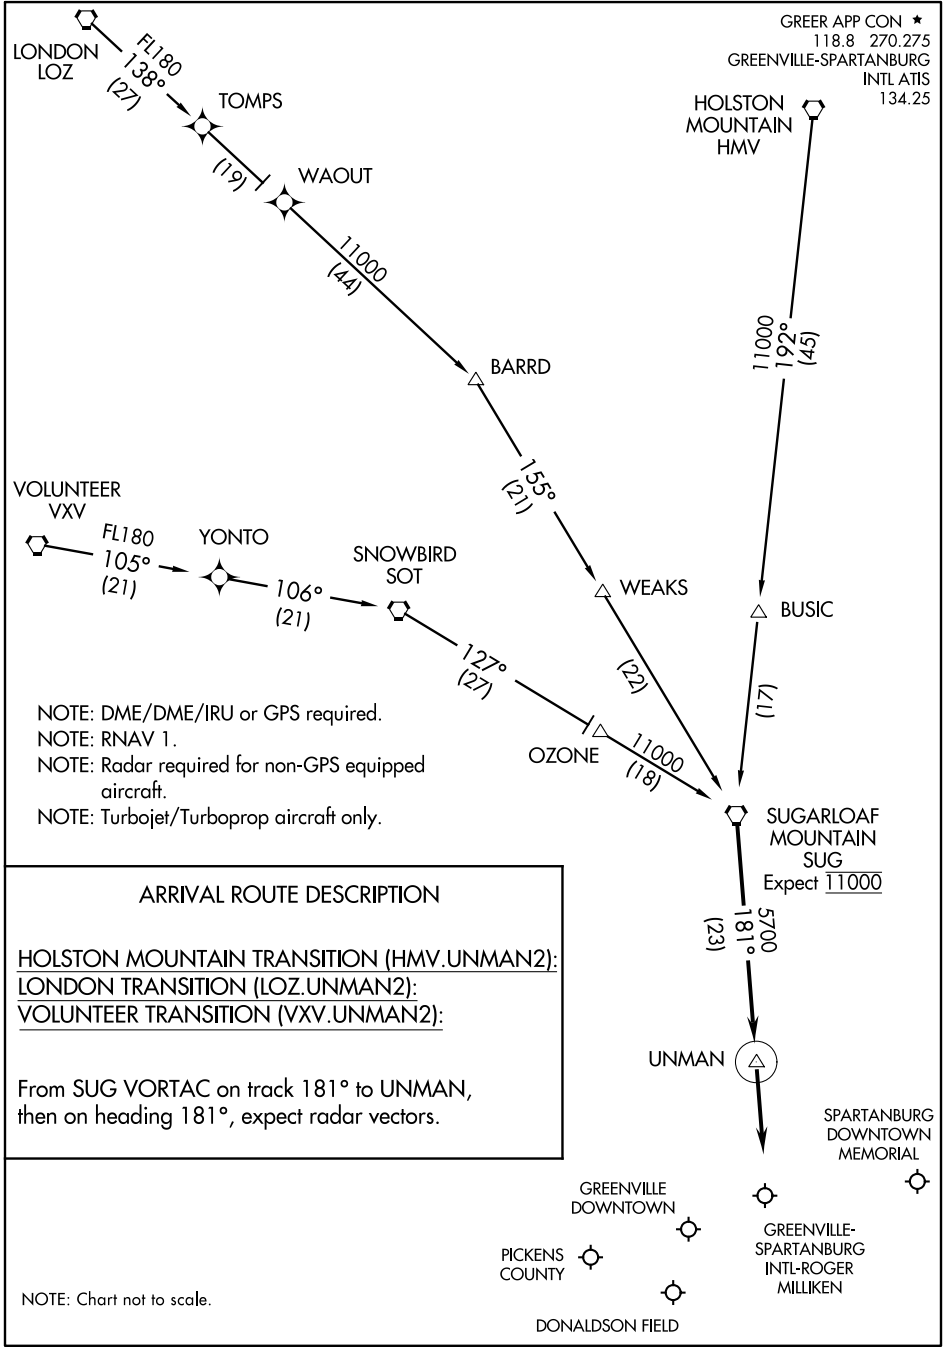 GREER APP CON ★
118.8 270.275
GREENVILLE-SPARTANBURG
INTL ATIS
134.25
LONDON
LOZ
FL180
138°
(27)
TOMPS
(19)
WAOUT
11000
(44)
BARRD
155°
(21)
WEAKS
(22)
HOLSTON
MOUNTAIN
HMV
11000
192°
(45)
BUSIC
(17)
VOLUNTEER
VXV
FL180
105°
(21)
YONTO
106°
(21)
SNOWBIRD
SOT
127°
(27)
OZONE
11000
(18)
SUGARLOAF
MOUNTAIN
SUG
Expect 11000
5700
181°
(23)
UNMAN
NOTE: DME/DME/IRU or GPS required.
NOTE: RNAV 1.
NOTE: Radar required for non-GPS equipped
aircraft.
NOTE: Turbojet/Turboprop aircraft only.
ARRIVAL ROUTE DESCRIPTION
HOLSTON MOUNTAIN TRANSITION (HMV.UNMAN2):
LONDON TRANSITION (LOZ.UNMAN2):
VOLUNTEER TRANSITION (VXV.UNMAN2):
From SUG VORTAC on track 181° to UNMAN,
then on heading 181°, expect radar vectors.
SPARTANBURG
DOWNTOWN
MEMORIAL
GREENVILLE
DOWNTOWN
GREENVILLE-
SPARTANBURG
INTL-ROGER
MILLIKEN
PICKENS
COUNTY
DONALDSON FIELD
NOTE: Chart not to scale.